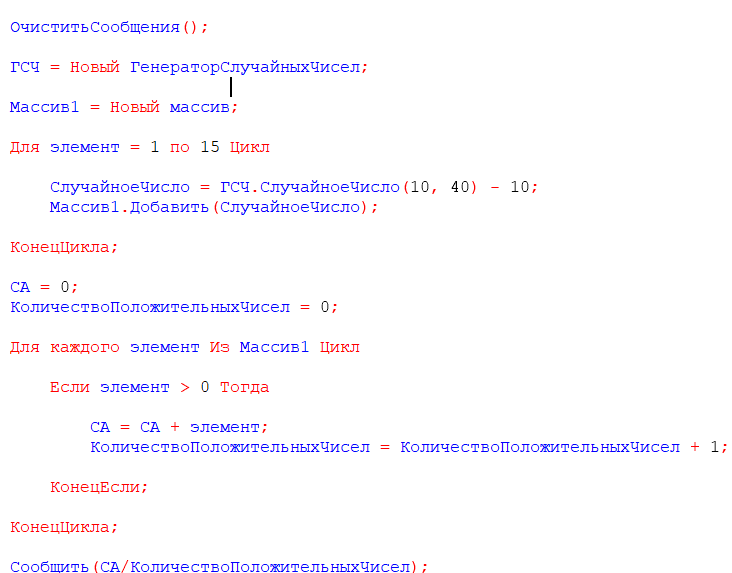 ОчиститьСообщения();
ГСЧ = Новый ГенераторСлучайныхЧисел;
Массив1 = Новый массив;
Для элемент = 1 по 15 Цикл
СлучайноеЧисло = ГСЧ.СлучайноеЧисло(10, 40) - 10;
Массив1.Добавить(СлучайноеЧисло);
КонецЦикла;
СА = 0;
КоличествоПоложительныхЧисел = 0;
Для каждого элемент Из Массив1 Цикл
Если элемент > 0 Тогда
СА = СА + элемент;
КоличествоПоложительныхЧисел = КоличествоПоложительныхЧисел + 1;
КонецЕсли;
КонецЦикла;
Сообщить(СА/КоличествоПоложительныхЧисел);